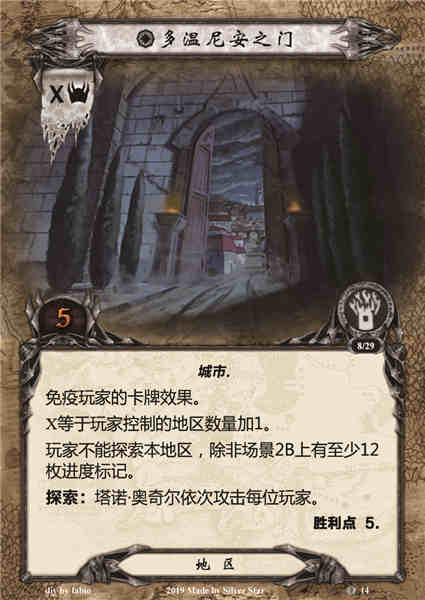 多温尼安之门
X
5
8/29
城市.
免疫玩家的卡牌效果。
X等于玩家控制的地区数量加1。
玩家不能探索本地区，除非场景2B上有至少12
枚进度标记。
探索：塔诺·奥奇尔依次攻击每位玩家。
胜利点 5.
地区
diy by fabio
2019 Made by Silver Star
14